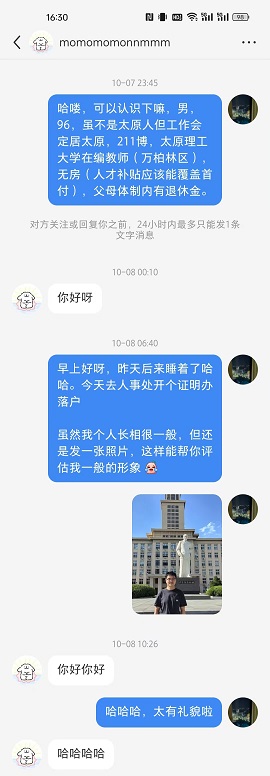 16:30
98
momomomonnmmm
10-07 23:45
哈喽，可以认识下嘛，男，
96，虽不是太原人但工作会
定居太原，211博，太原理工
大学在编教师（万柏林区），
无房（人才补贴应该能覆盖首
付），父母体制内有退休金。
对方关注或回复你之前，24小时内最多只能发1条
文字消息
10-08 00:10
你好呀
10-08 06:40
早上好呀，昨天后来睡着了哈
哈。今天去人事处开个证明办
落户
虽然我个人长相很一般，但还
是发一张照片，这样能帮你评
估我一般的形象
10-08 10:26
你好你好
哈哈哈，太有礼貌啦
哈哈哈哈